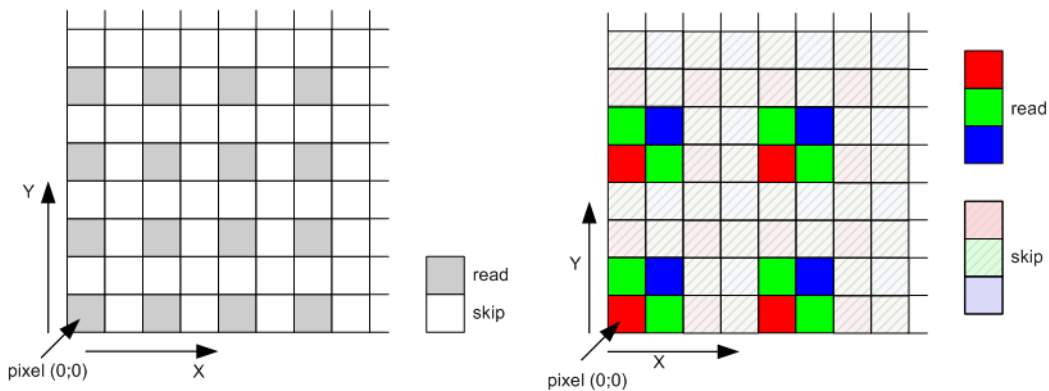 Y
read
skip
pixel (0;0)
X
read
skip
Y
pixel (0;0)
X